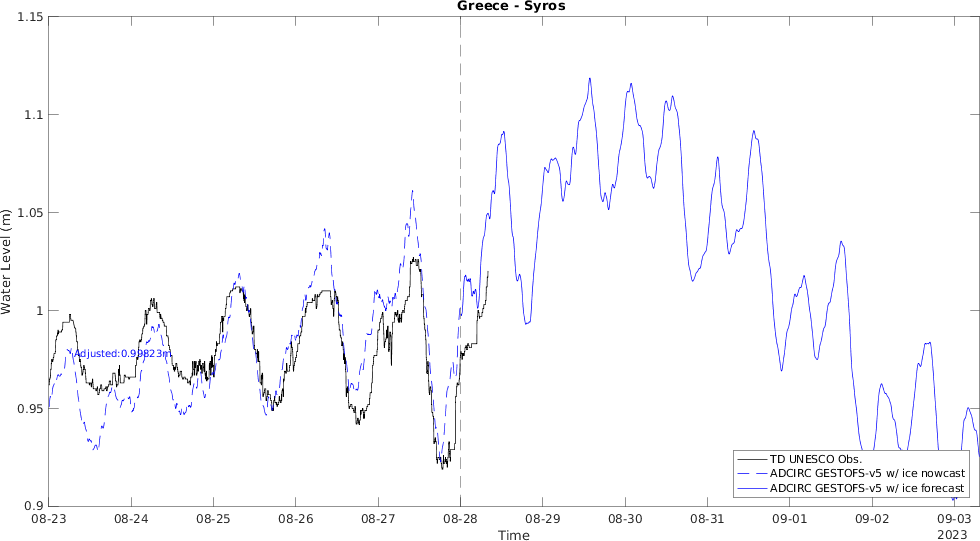 Greece - Syros
1.15
1.1
1.05
1
0.95
0.9
Water Level (m)
Adjusted:0.99823m
TD UNESCO Obs.
ADCIRC GESTOFS-v5 w/ ice nowcast
ADCIRC GESTOFS-v5 w/ ice forecast
08-23 08-24 08-25 08-26 08-27 08-28 08-29 08-30 08-31 09-01 09-02 09-03
Time
2023